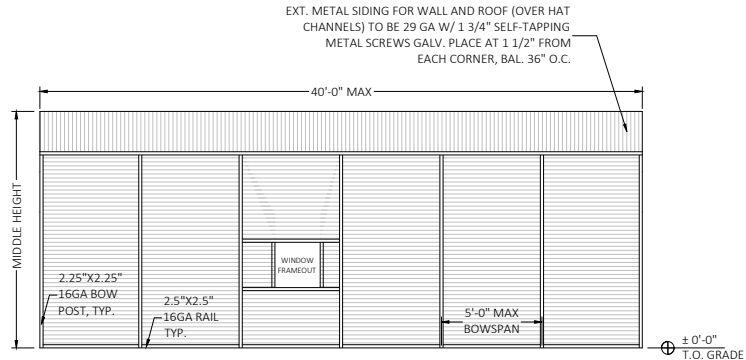 EXT. METAL SIDING FOR WALL AND ROOF (OVER HAT
CHANNELS) TO BE 29 GA W/ 1 3/4" SELF-TAPPING
METAL SCREWS GALV. PLACE AT 1 1/2" FROM
EACH CORNER, BAL. 36" O.C.
40'-0" MAX
MIDDLE HEIGHT
WINDOW
FRAMEOUT
2.25"X2.25"
16GA BOW
POST, TYP.
2.5"X2.5"
16GA RAIL
TYP.
5'-0" MAX
BOWSPAN
± 0'-0"
T.O. GRADE